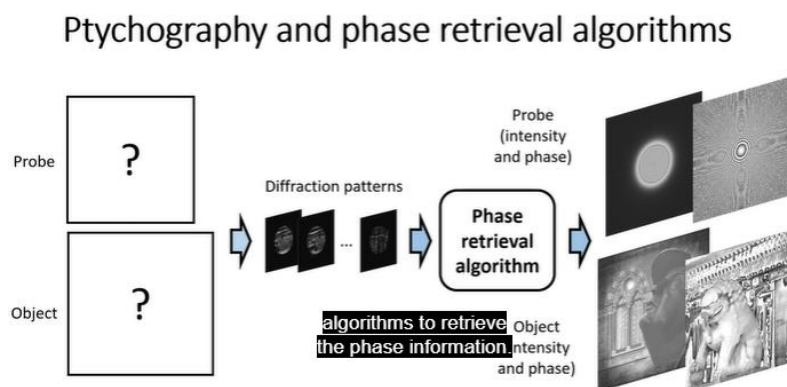 Ptychography and phase retrieval algorithms
Probe
?
Object
?
Diffraction patterns
...
Phase
retrieval
algorithm
Probe
(intensity
and phase)
Object
ntensity
and phase)
algorithms to retrieve
the phase information.